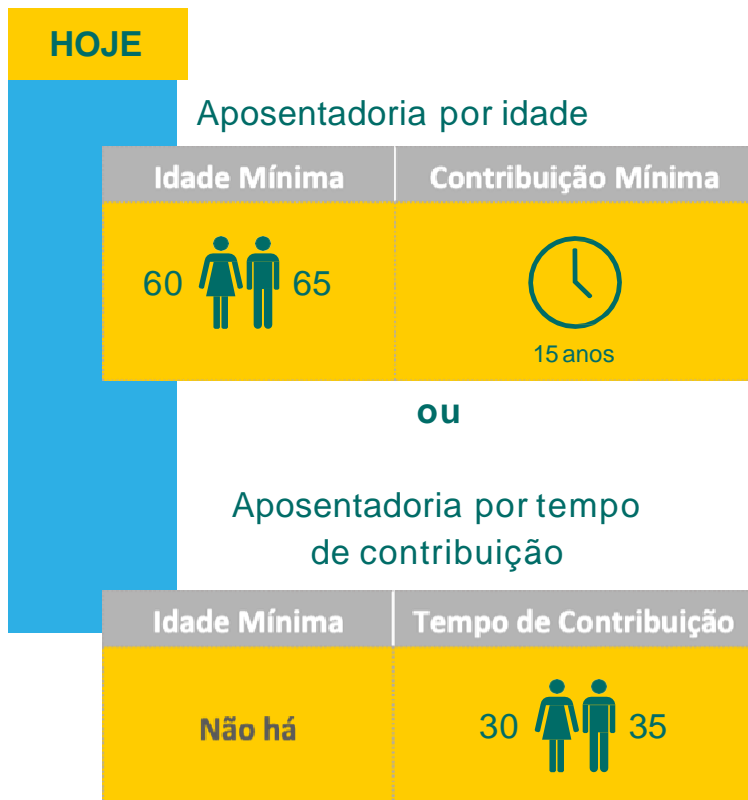 HOJE
Aposentadoria por idade
Idade Mínima
Contribuição Mínima
60
65
15 anos
ou
Aposentadoria por tempo
de contribuição
Idade Mínima
Tempo de Contribuição
Não há
30
35